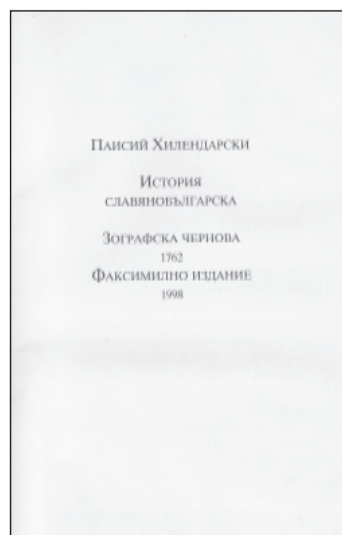 Паисий Хилендарски
История
славянобългарска
Зографска чернова
1762
Факсимилно издание
1998